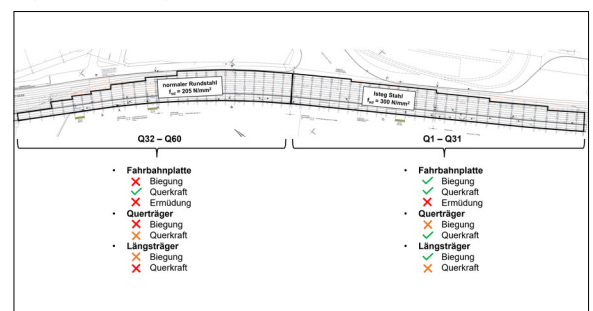 normaler Rundstahl
fsd = 205 N/mm²
Isteg Stahl
fsd = 300 N/mm²
Q32 – Q60
Q1 – Q31
• Fahrbahnplatte
Biegung
Querkraft
Ermüdung
• Querträger
Biegung
Querkraft
• Längsträger
Biegung
Querkraft
• Fahrbahnplatte
Biegung
Querkraft
Ermüdung
• Querträger
Biegung
Querkraft
• Längsträger
Biegung
Querkraft